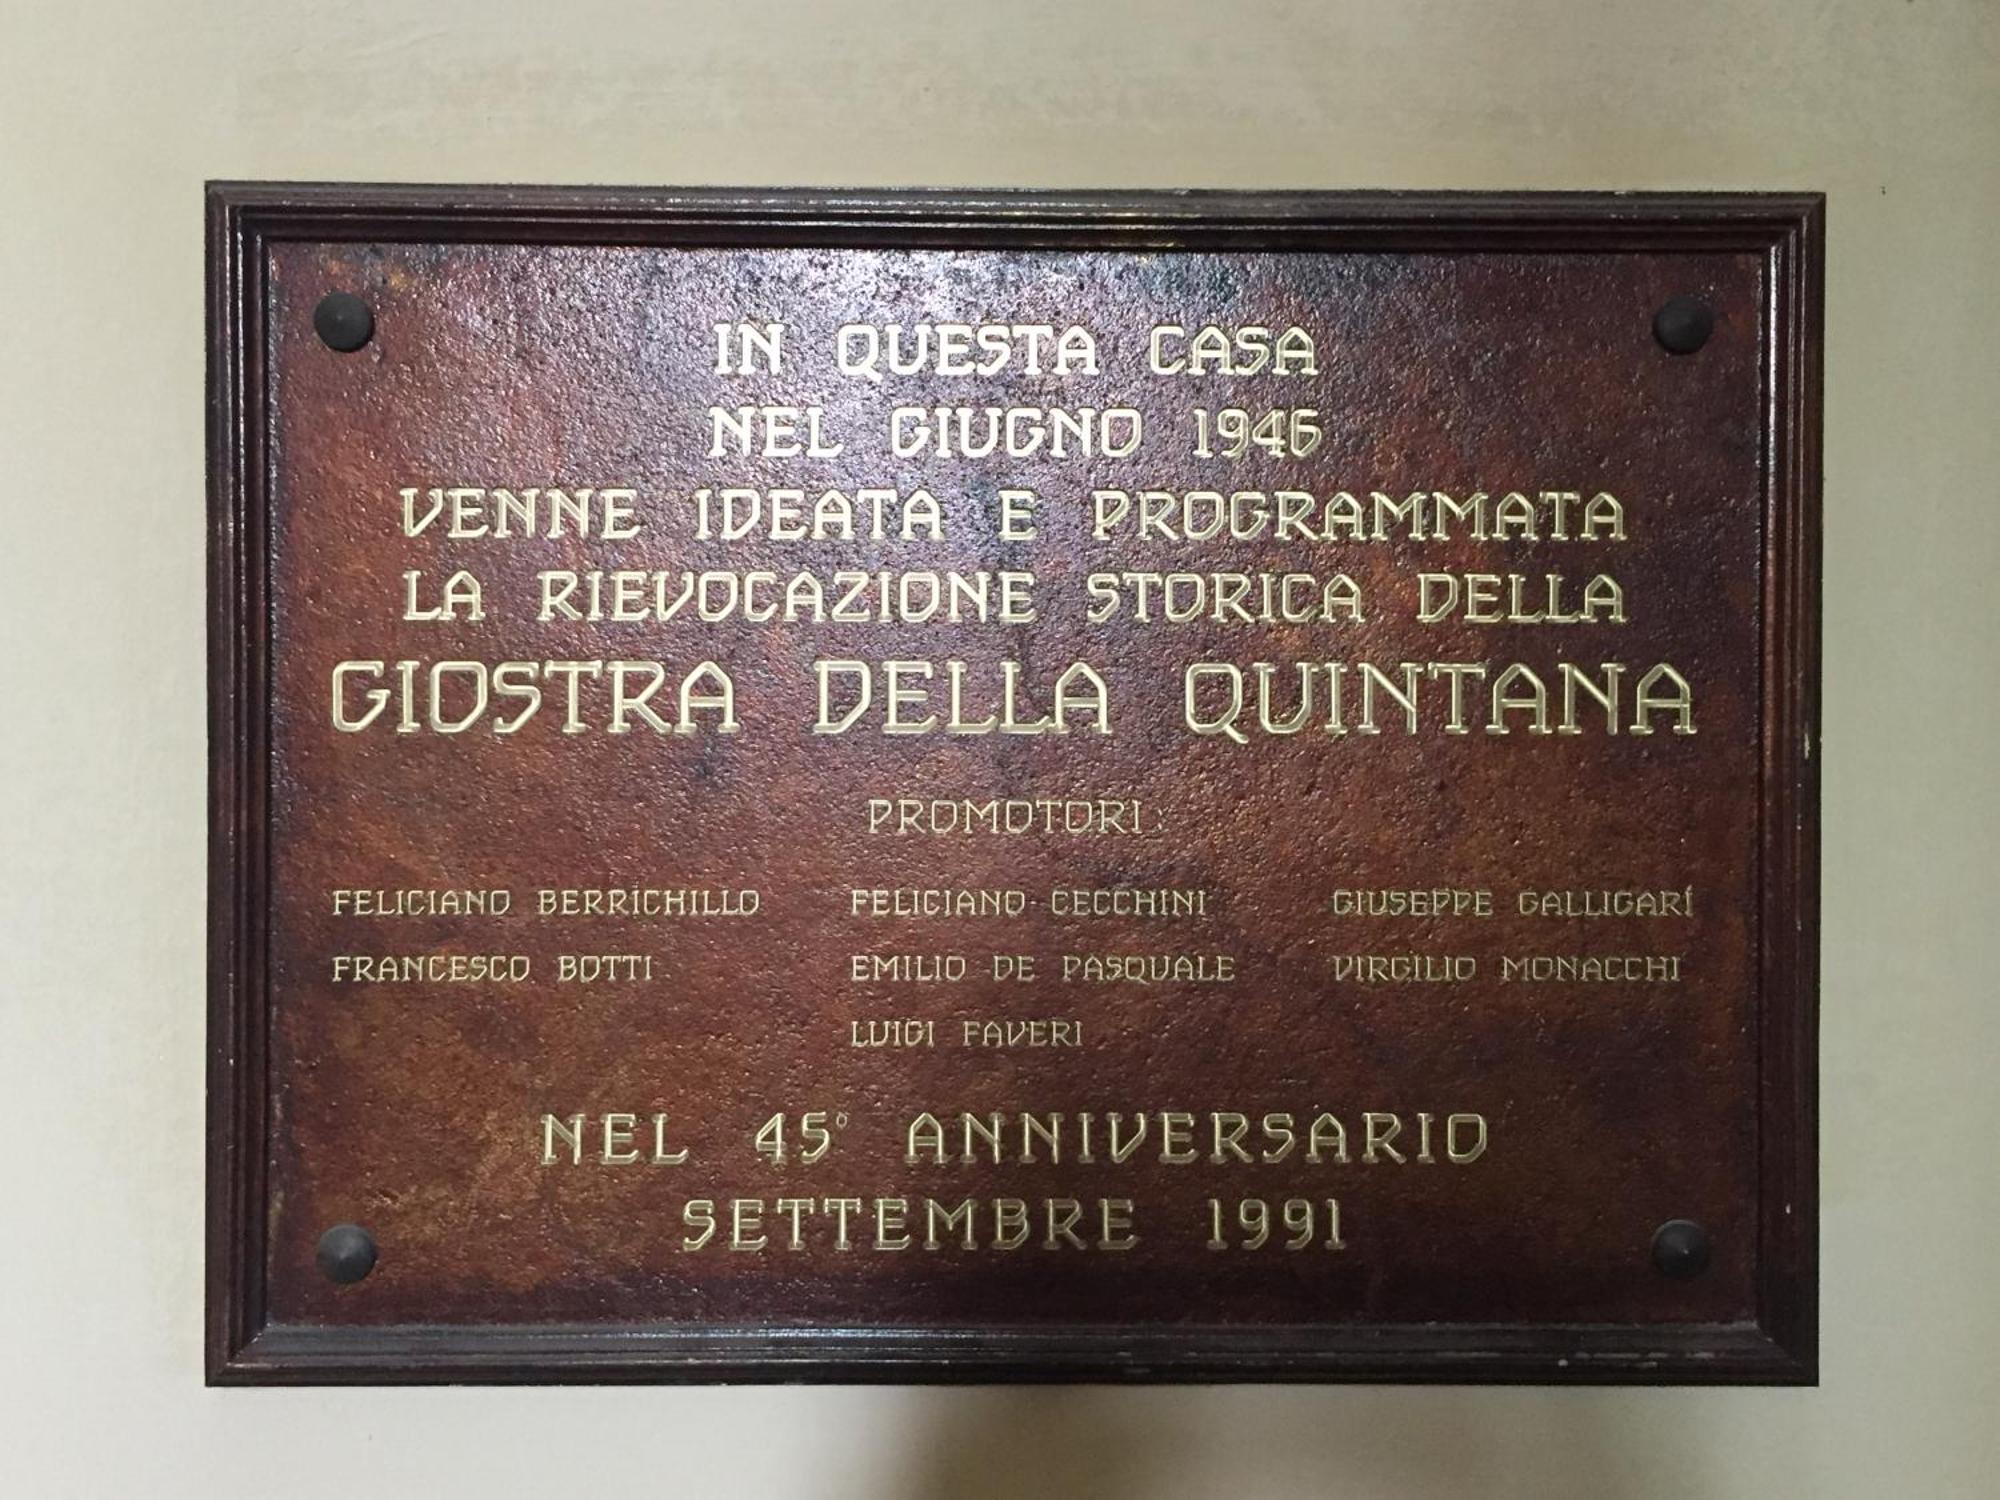 IN QUESTA CASA
NEL GIUGNO 1946
VENNE IDEATA E PROGRAMMATA
LA RIEVOCAZIONE STORICA DELLA
GIOSTRA DELLA QUINTANA
PROMOTORI:
FELICIANO BERRICHILLO FELICIANO CECCHINI GIUSEPPE GALLIGARÍ
FRANCESCO BOTTI EMILIO DE PASQUALE VIRGILIO MONACCHI
LUIGI FAVERI
NEL 45° ANNIVERSARIO
SETTEMBRE 1991